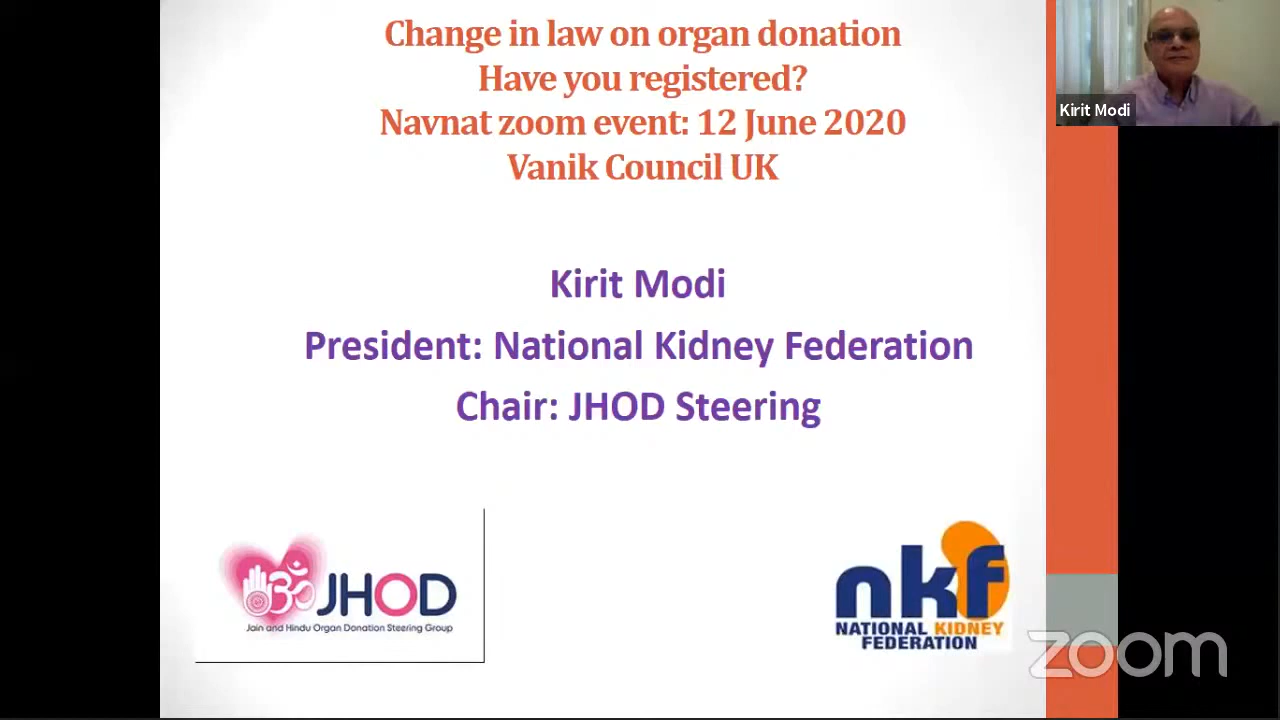 Change in law on organ donation
Have you registered?
Navnat zoom event: 12 June 2020
Vanik Council UK
Kirit Modi
Kirit Modi
President: National Kidney Federation
Chair: JHOD Steering
ॐ JHOD
Jain and Hindu Organ Donation Steering Group
nkf
NATIONAL KIDNEY
FEDERATION
zoom